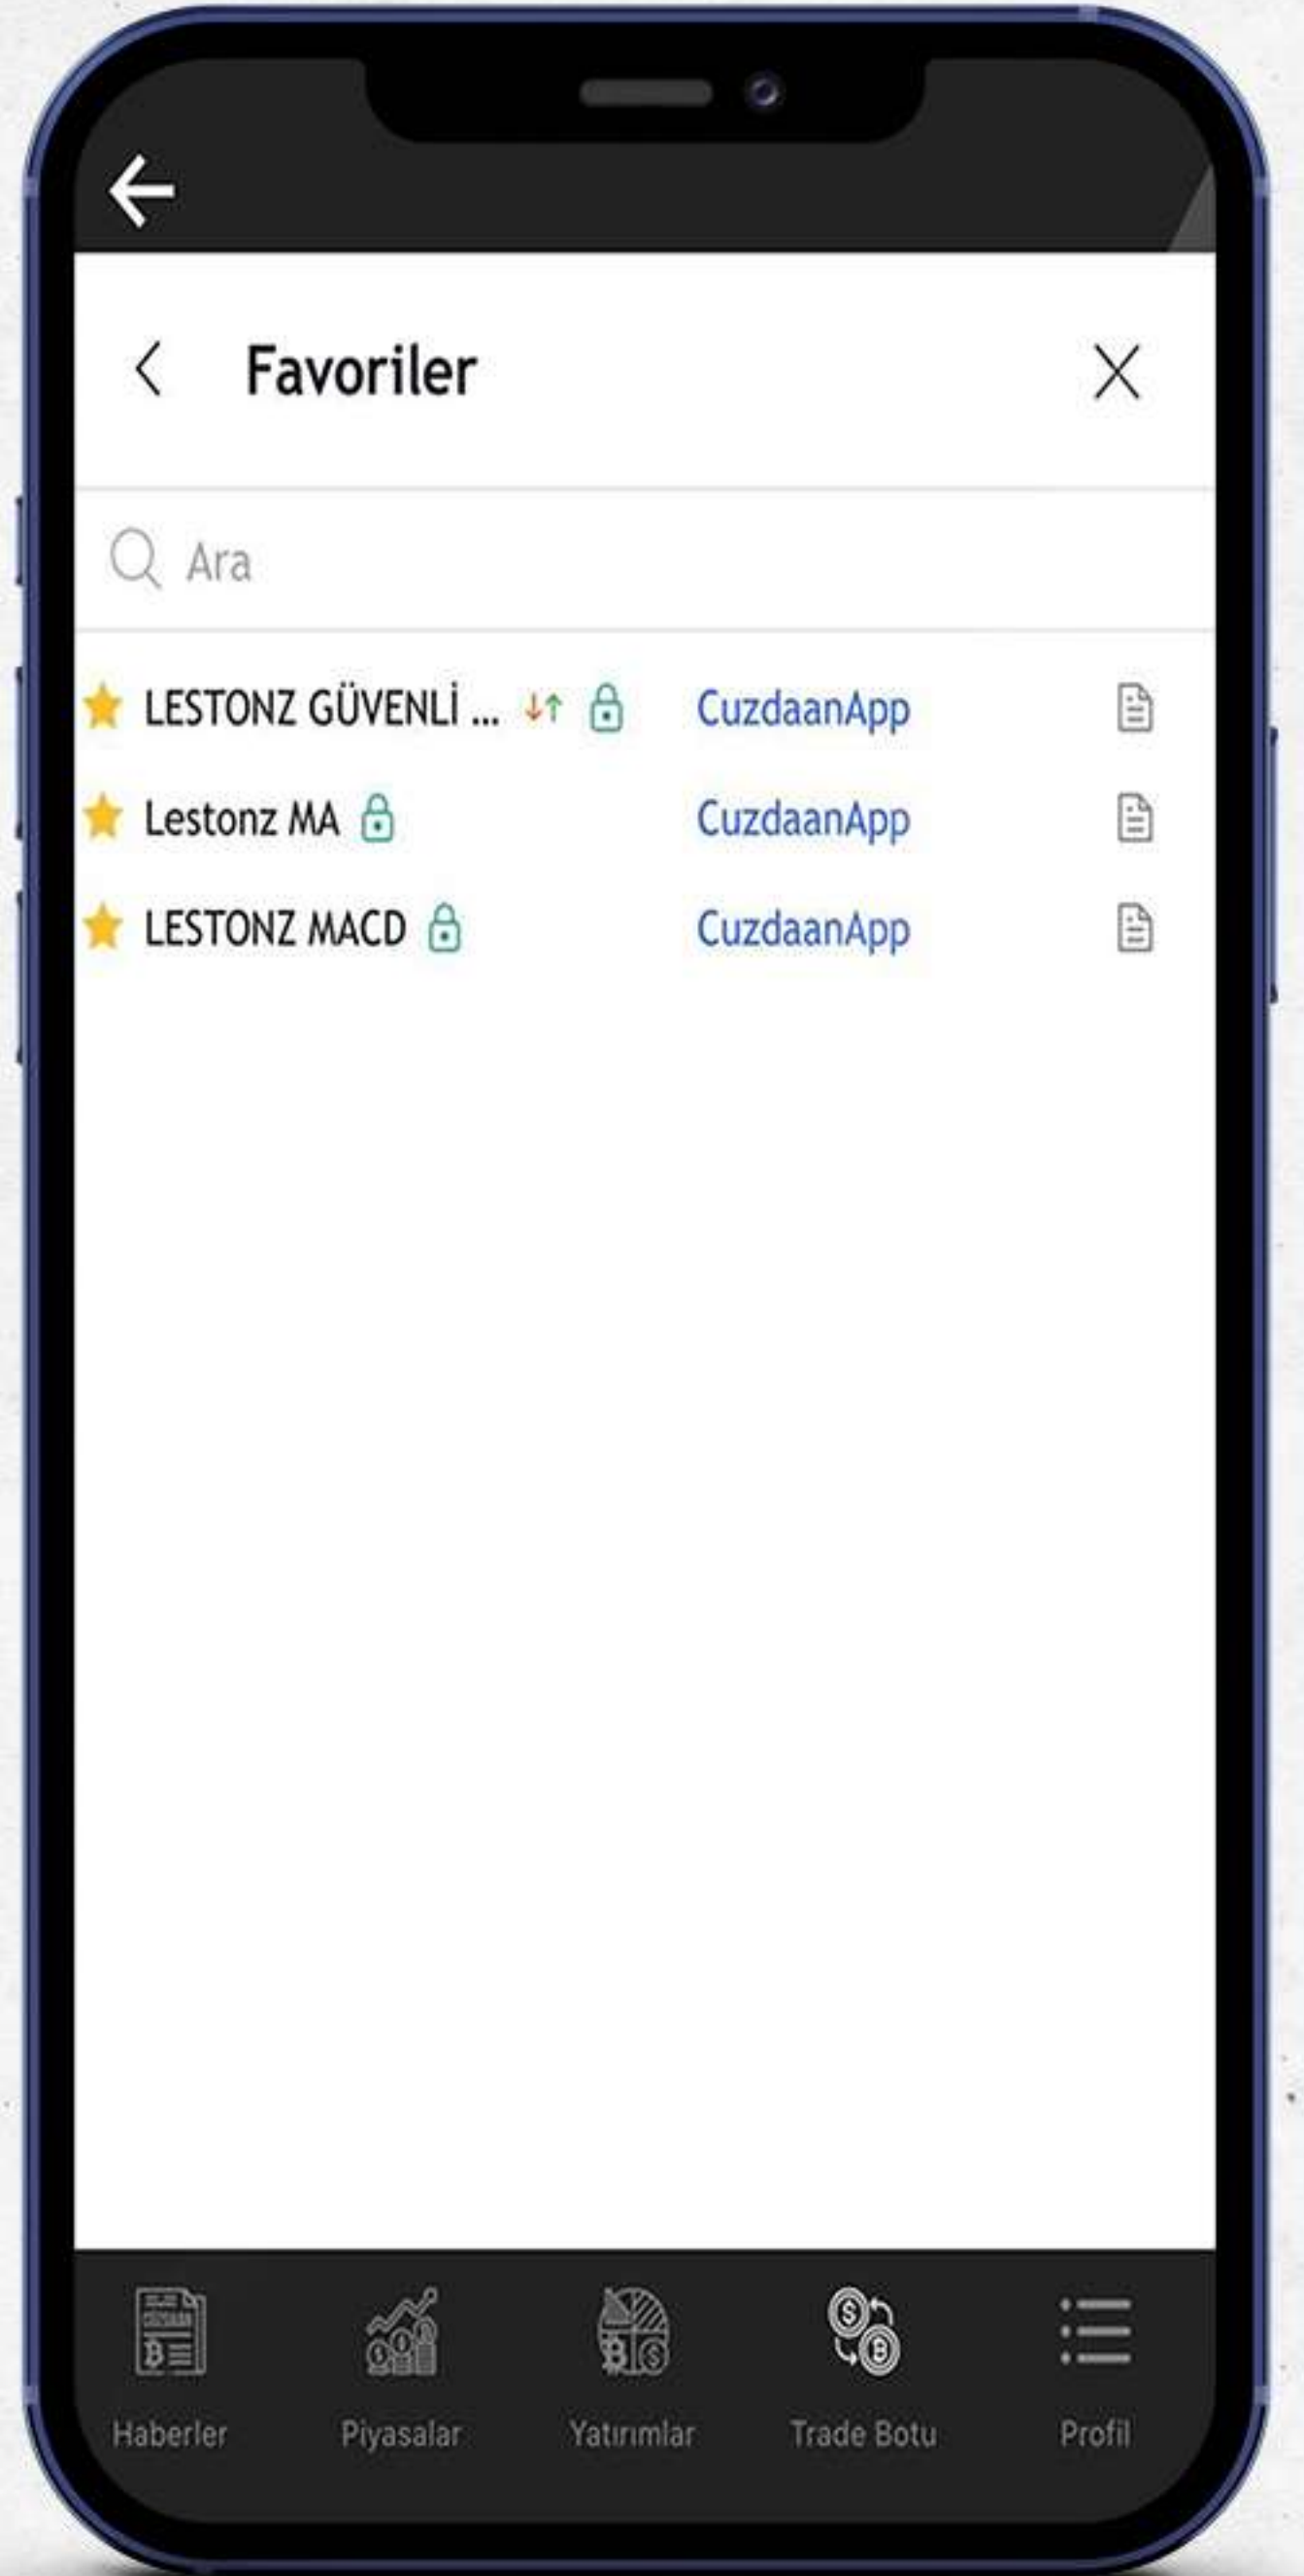 Favoriler
Ara
LESTONZ GÜVENLİ ... CuzdaanApp
Lestonz MA CuzdaanApp
LESTONZ MACD CuzdaanApp
Haberler Piyasalar Yatırımlar Trade Botu Profil